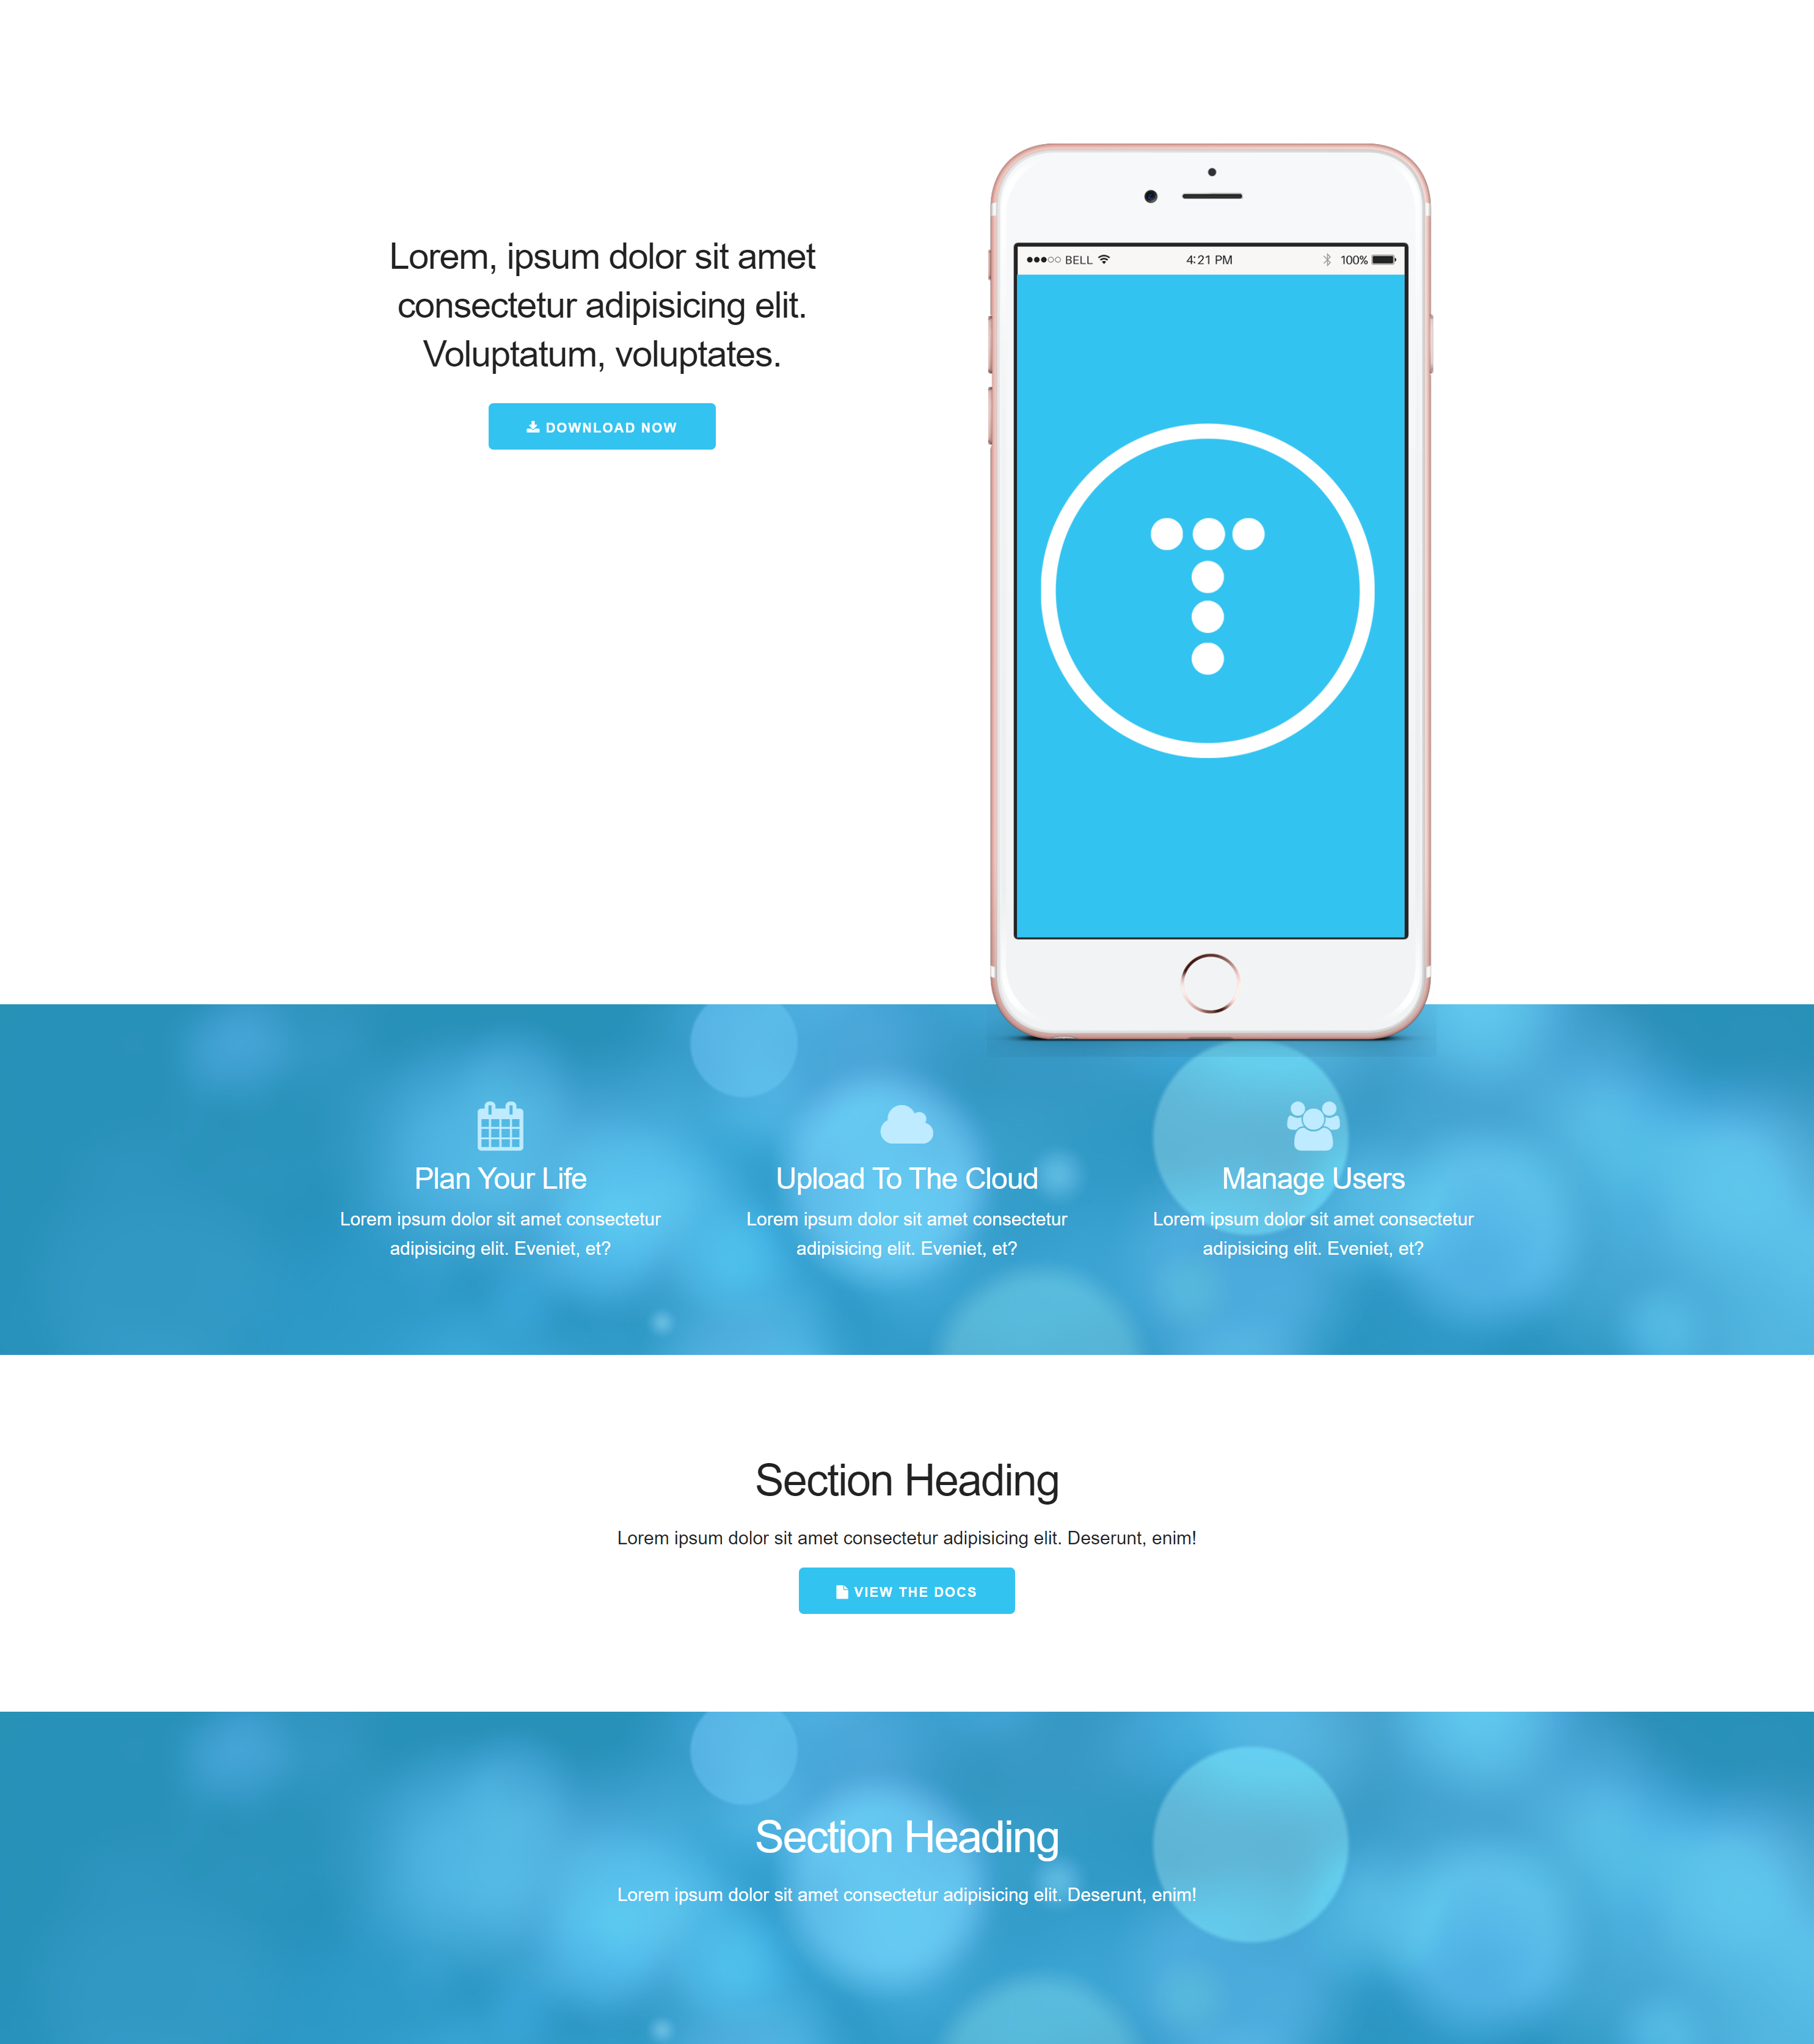 Lorem, ipsum dolor sit amet
consectetur adipisicing elit.
Voluptatum, voluptates.
DOWNLOAD NOW
BELL 4:21 PM 100%
T
Plan Your Life
Lorem ipsum dolor sit amet consectetur
adipisicing elit. Eveniet, et?
Upload To The Cloud
Lorem ipsum dolor sit amet consectetur
adipisicing elit. Eveniet, et?
Manage Users
Lorem ipsum dolor sit amet consectetur
adipisicing elit. Eveniet, et?
Section Heading
Lorem ipsum dolor sit amet consectetur adipisicing elit. Deserunt, enim!
VIEW THE DOCS
Section Heading
Lorem ipsum dolor sit amet consectetur adipisicing elit. Deserunt, enim!